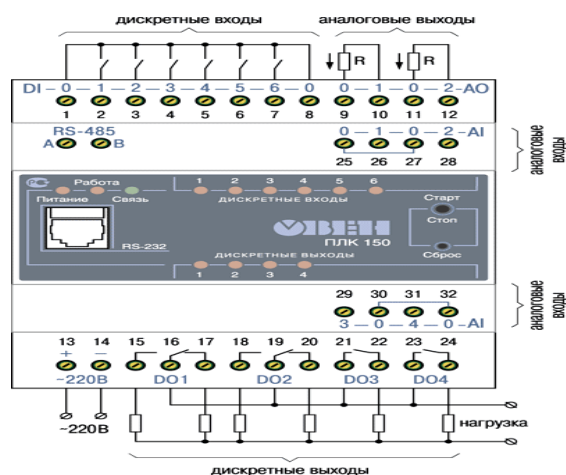 дискретные входы
аналоговые выходы
R
R
DI – 0 – 1 – 2 – 3 – 4 – 5 – 6 – 0
0 – 1 – 0 – 2 – AO
1 2 3 4 5 6 7 8 9 10 11 12
RS-485
A B
0 – 1 – 0 – 2 – AI
25 26 27 28
аналоговые входы
Работа
Питание Связь
1 2 3 4 5 6
ДИСКРЕТНЫЕ ВХОДЫ
Старт
Стоп
ОВЕН
ПЛК 150
RS-232
ДИСКРЕТНЫЕ ВЫХОДЫ
1 2 3 4
Сброс
29 30 31 32
3 – 0 – 4 – 0 – AI
аналоговые входы
13 14 15 16 17 18 19 20 21 22 23 24
+ –
~220В DO1 DO2 DO3 DO4
~220В
нагрузка
дискретные выходы